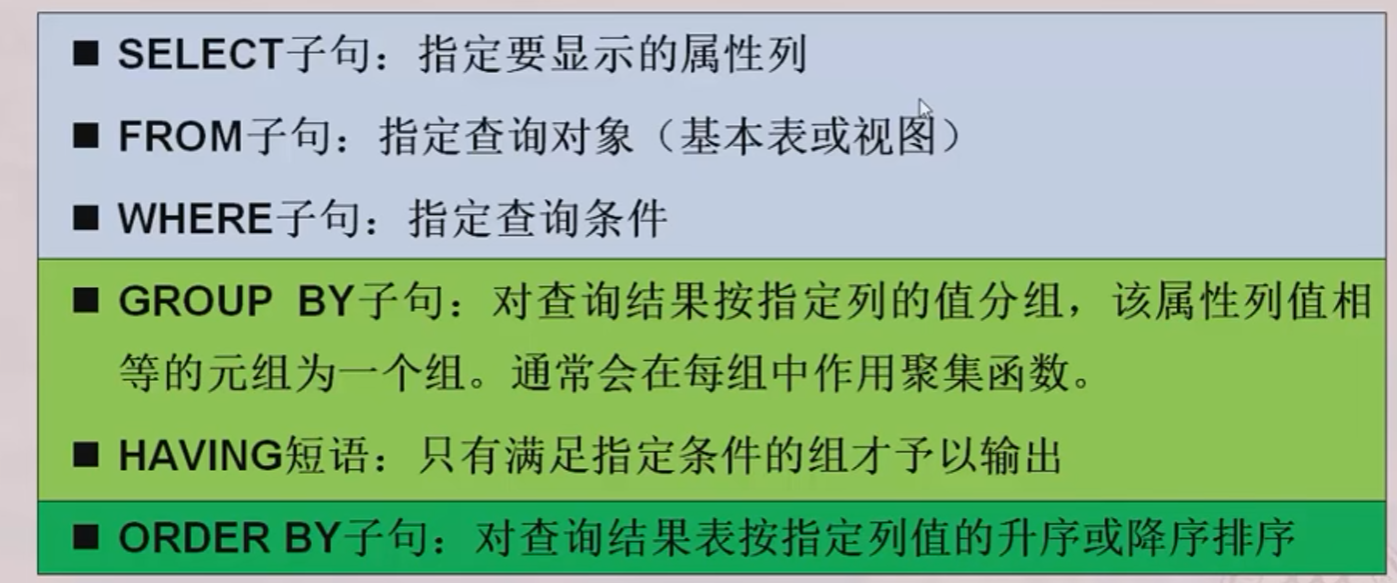 ■ SELECT子句：指定要显示的属性列
■ FROM子句：指定查询对象（基本表或视图）
■ WHERE子句：指定查询条件
■ GROUP BY子句：对查询结果按指定列的值分组，该属性列值相
等的元组为一个组。通常会在每组中作用聚集函数。
■ HAVING短语：只有满足指定条件的组才予以输出
■ ORDER BY子句：对查询结果表按指定列值的升序或降序排序